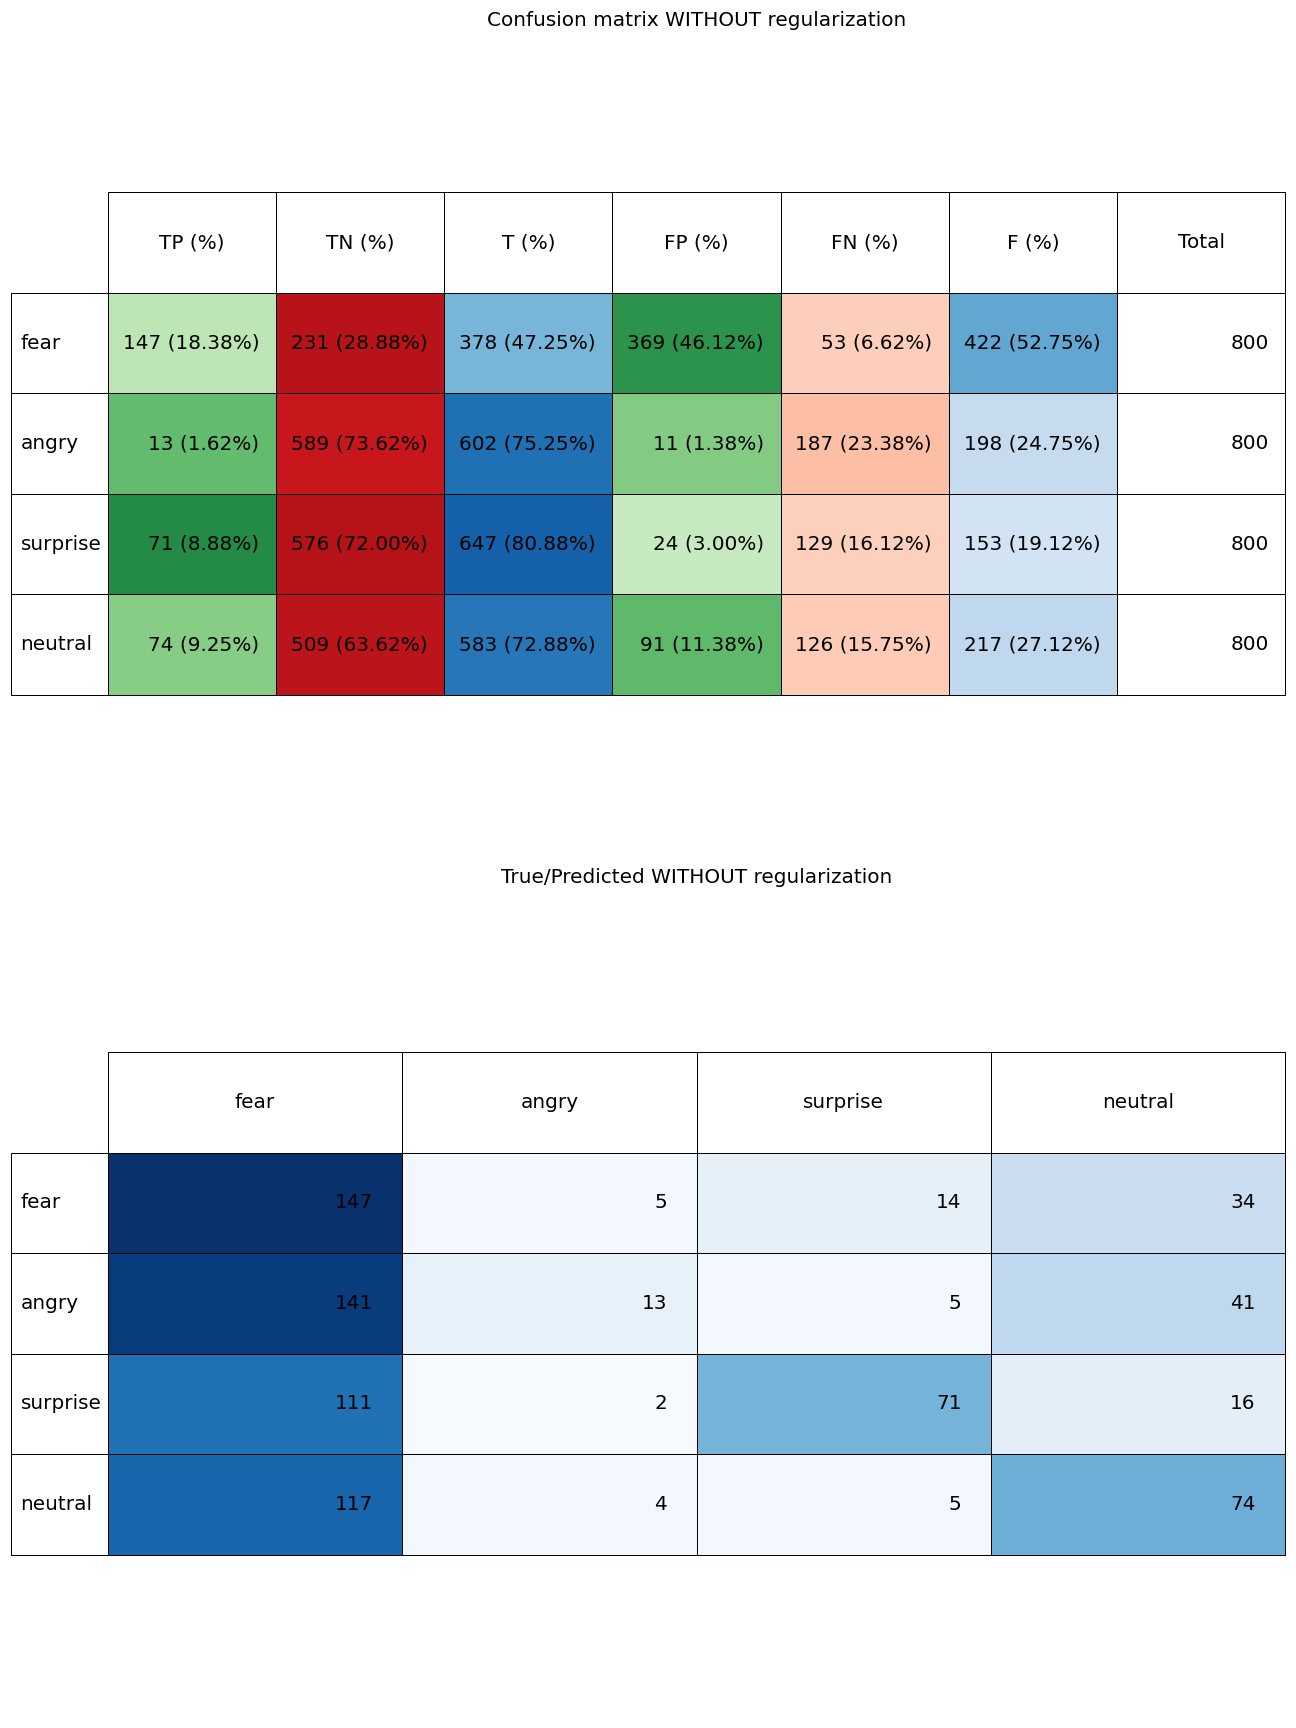 Confusion matrix WITHOUT regularization
TP (%) TN (%) T (%) FP (%) FN (%) F (%) Total
fear 147 (18.38%) 231 (28.88%) 378 (47.25%) 369 (46.12%) 53 (6.62%) 422 (52.75%) 800
angry 13 (1.62%) 589 (73.62%) 602 (75.25%) 11 (1.38%) 187 (23.38%) 198 (24.75%) 800
surprise 71 (8.88%) 576 (72.00%) 647 (80.88%) 24 (3.00%) 129 (16.12%) 153 (19.12%) 800
neutral 74 (9.25%) 509 (63.62%) 583 (72.88%) 91 (11.38%) 126 (15.75%) 217 (27.12%) 800
True/Predicted WITHOUT regularization
fear angry surprise neutral
fear 147 5 14 34
angry 141 13 5 41
surprise 111 2 71 16
neutral 117 4 5 74